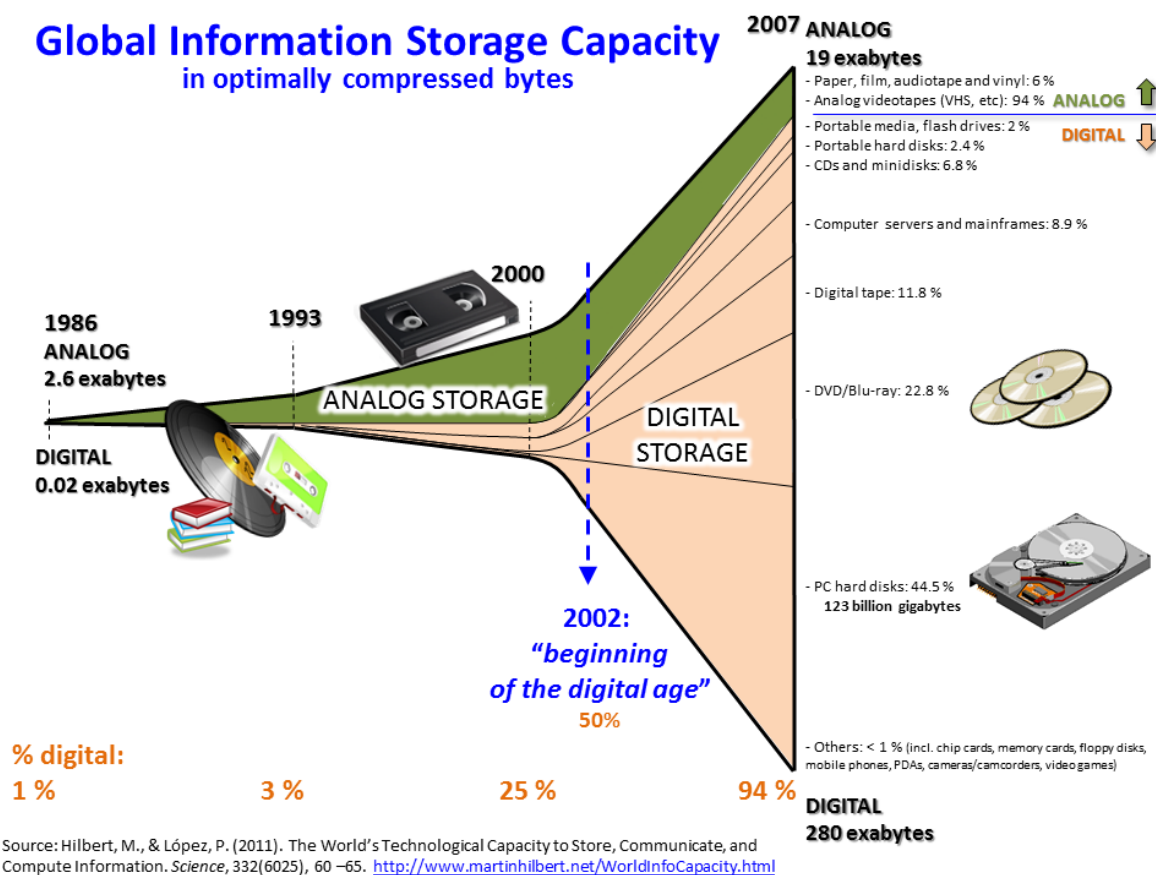 Global Information Storage Capacity
in optimally compressed bytes
2007 ANALOG
19 exabytes
- Paper, film, audiotape and vinyl: 6 %
- Analog videotapes (VHS, etc): 94 % ANALOG
- Portable media, flash drives: 2 %
DIGITAL
- Portable hard disks: 2.4 %
- CDs and minidisks: 6.8 %
- Computer servers and mainframes: 8.9 %
- Digital tape: 11.8 %
- DVD/Blu-ray: 22.8 %
- PC hard disks: 44.5 %
123 billion gigabytes
- Others: < 1 % (incl. chip cards, memory cards, floppy disks,
mobile phones, PDAs, cameras/camcorders, video games)
DIGITAL
280 exabytes
1986
ANALOG
2.6 exabytes
DIGITAL
0.02 exabytes
1993
2000
ANALOG STORAGE
DIGITAL
STORAGE
2002:
“beginning
of the digital age”
50%
% digital:
1 % 3 % 25 % 94 %
Source: Hilbert, M., & López, P. (2011). The World’s Technological Capacity to Store, Communicate, and
Compute Information. Science, 332(6025), 60 –65. http://www.martinhilbert.net/WorldInfoCapacity.html